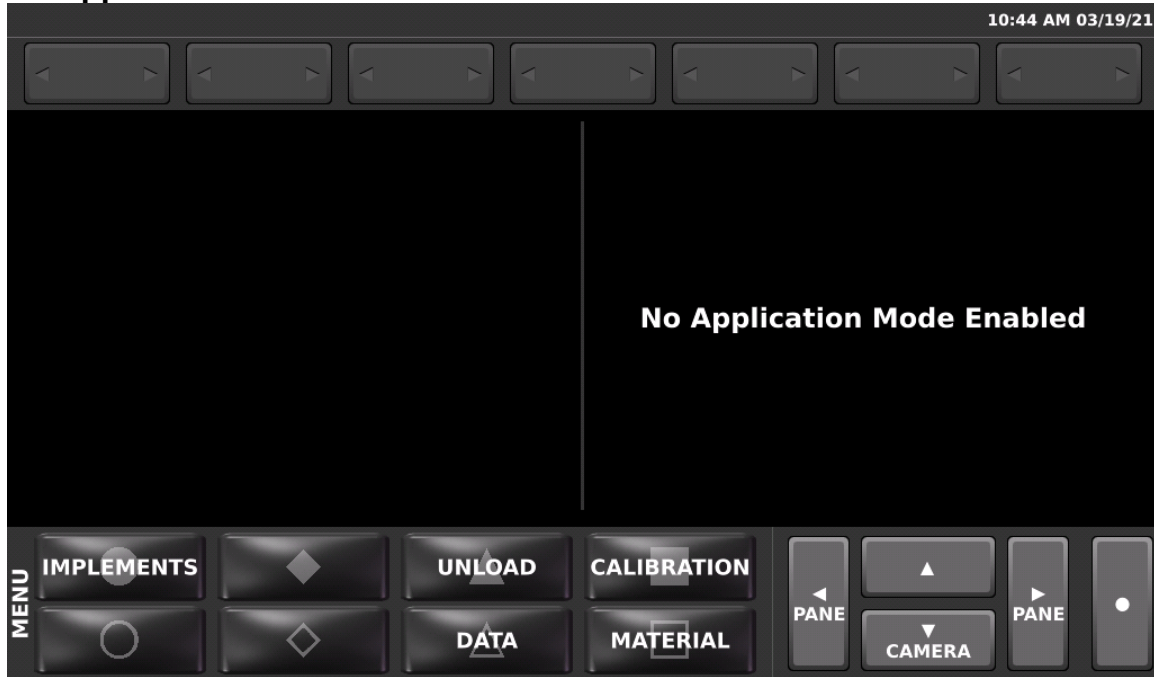 10:44 AM 03/19/21
No Application Mode Enabled
MENU
IMPLEMENTS
UNLOAD
CALIBRATION
DATA
MATERIAL
PANE
CAMERA
PANE